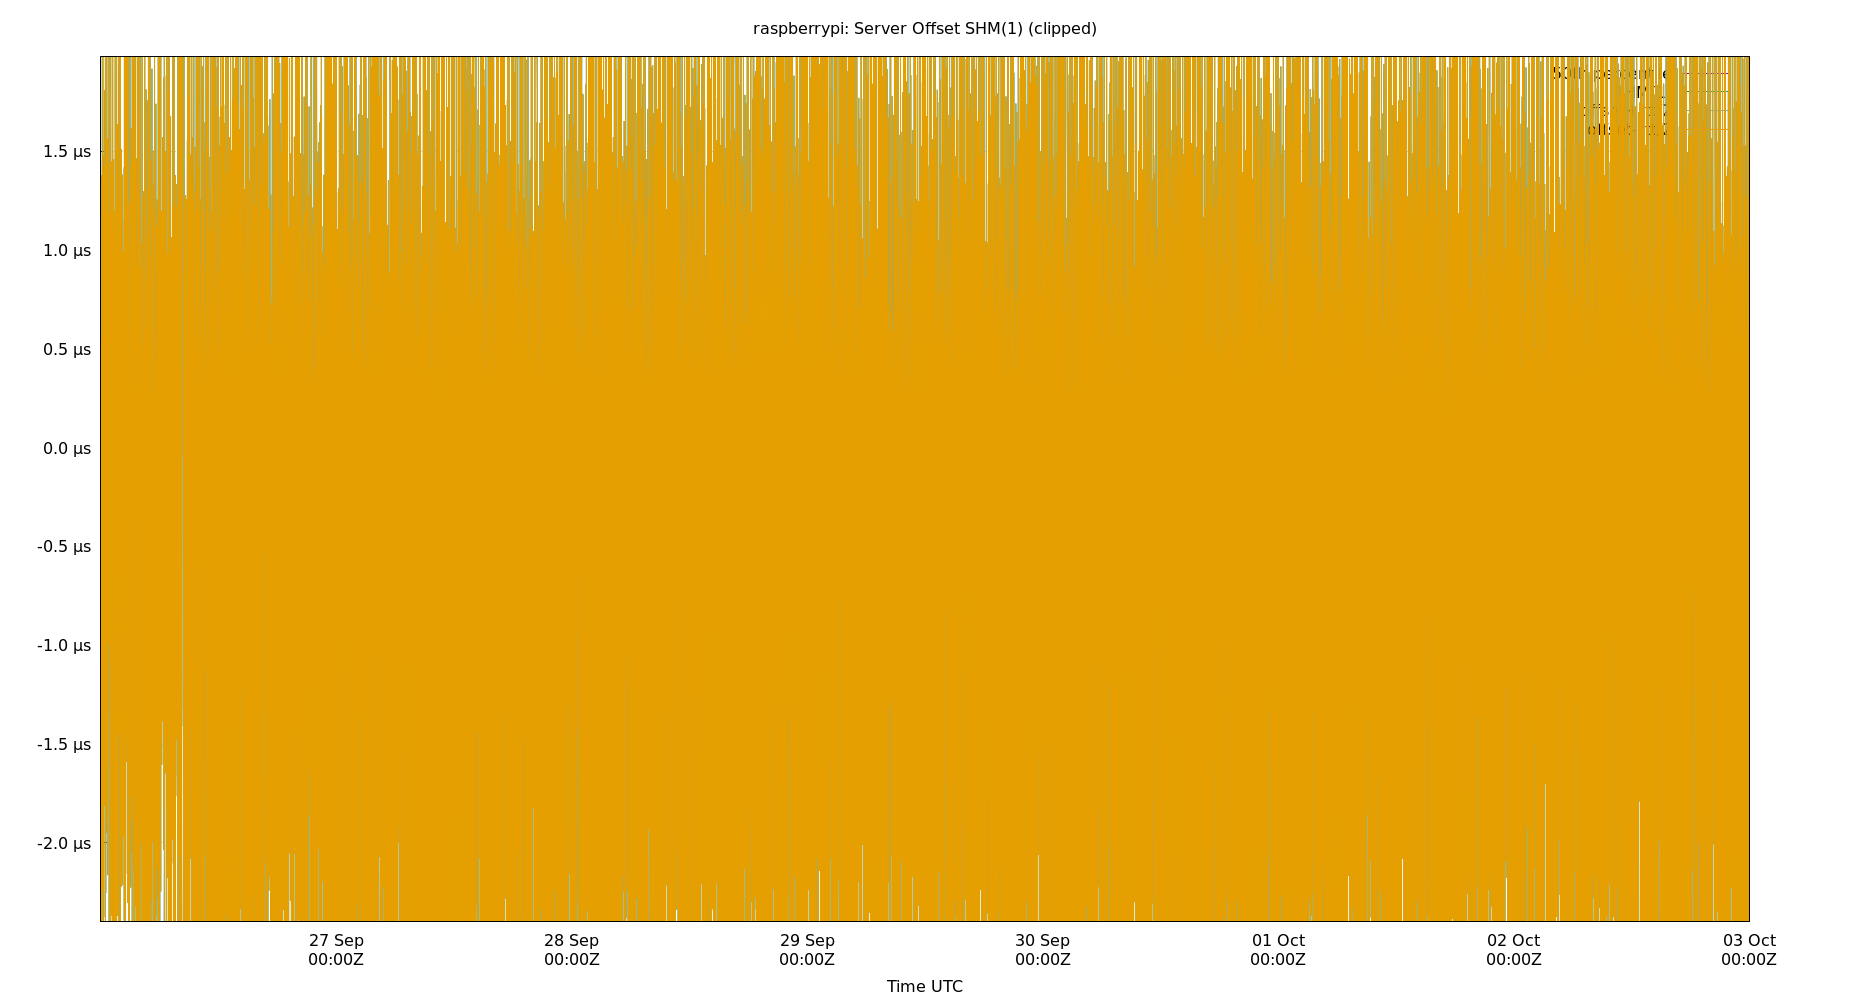 raspberrypi: Server Offset SHM(1) (clipped)
50th percentile
1.5 µs
1.0 µs
0.5 µs
0.0 µs
-0.5 µs
-1.0 µs
-1.5 µs
-2.0 µs
27 Sep 28 Sep 29 Sep 30 Sep 01 Oct 02 Oct 03 Oct
00:00Z 00:00Z 00:00Z 00:00Z 00:00Z 00:00Z 00:00Z
Time UTC